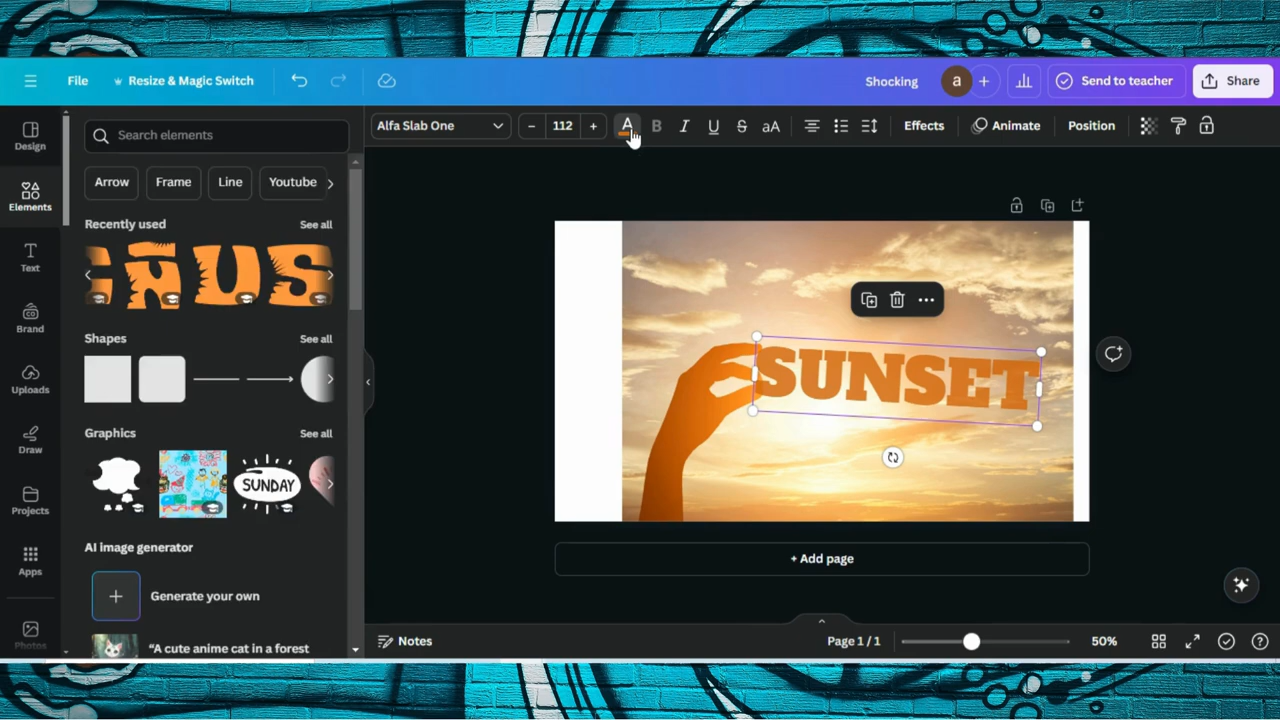 File Resize & Magic Switch Shocking a Send to teacher Share
Alfa Slab One 112 A B I U S aA Effects Animate Position
Design
Elements
Text
Brand
Uploads
Draw
Projects
Apps
Photos
Search elements
Arrow Frame Line Youtube
Recently used See all
Ñ U S
Shapes See all
Graphics See all
SUNDAY
AI image generator
Generate your own
"A cute anime cat in a forest
SUNSET
+ Add page
Notes Page 1 / 1 50%